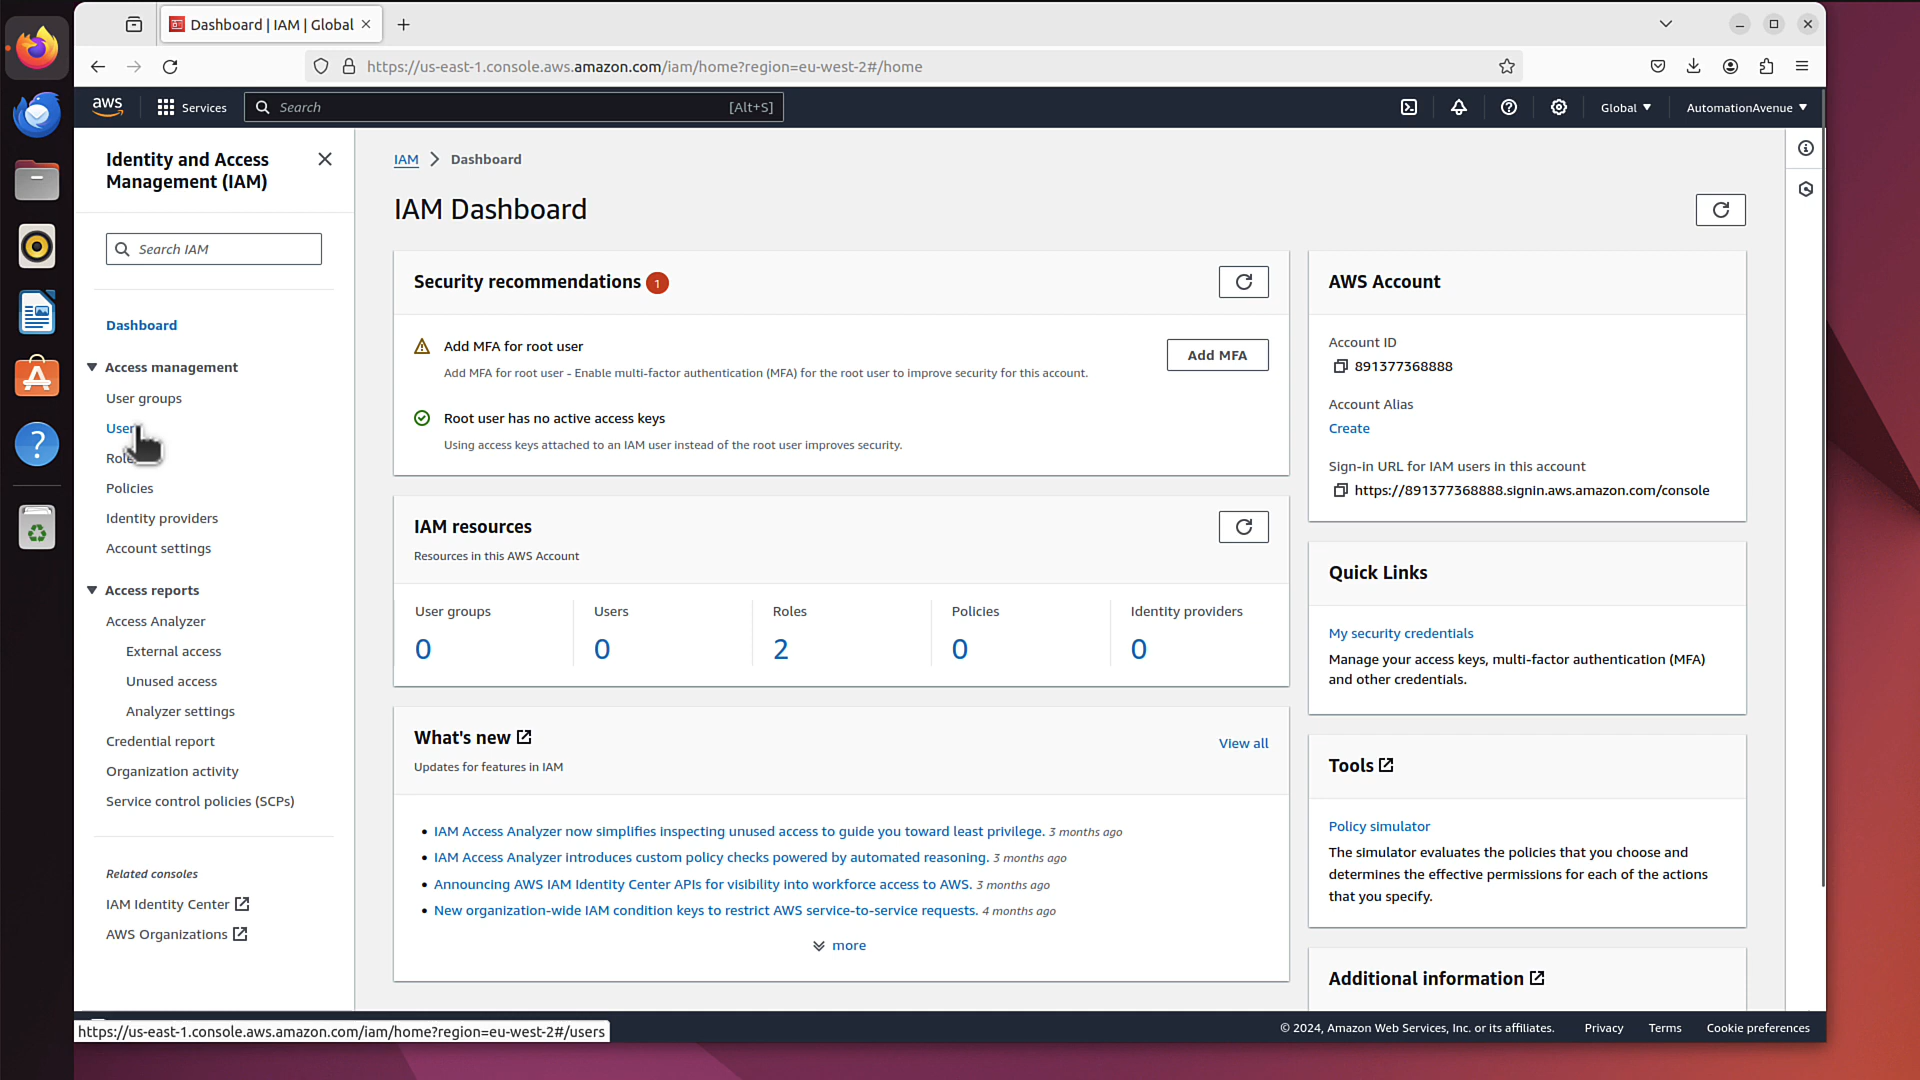 Dashboard | IAM | Global
https://us-east-1.console.aws.amazon.com/iam/home?region=eu-west-2#/home
aws
Services
Search
[Alt+S]
Global
AutomationAvenue
Identity and Access
Management (IAM)
Search IAM
Dashboard
Access management
User groups
Policies
Identity providers
Account settings
Access reports
Access Analyzer
External access
Unused access
Analyzer settings
Credential report
Organization activity
Service control policies (SCPs)
Related consoles
IAM Identity Center
AWS Organizations
IAM > Dashboard
IAM Dashboard
Security recommendations 1
Add MFA for root user
Add MFA for root user - Enable multi-factor authentication (MFA) for the root user to improve security for this account.
Add MFA
Root user has no active access keys
Using access keys attached to an IAM user instead of the root user improves security.
IAM resources
Resources in this AWS Account
User groups
0
Users
0
Roles
2
Policies
0
Identity providers
0
What's new
Updates for features in IAM
View all
IAM Access Analyzer now simplifies inspecting unused access to guide you toward least privilege. 3 months ago
IAM Access Analyzer introduces custom policy checks powered by automated reasoning. 3 months ago
Announcing AWS IAM Identity Center APIs for visibility into workforce access to AWS. 3 months ago
New organization-wide IAM condition keys to restrict AWS service-to-service requests. 4 months ago
more
AWS Account
Account ID
891377368888
Account Alias
Create
Sign-in URL for IAM users in this account
https://891377368888.signin.aws.amazon.com/console
Quick Links
My security credentials
Manage your access keys, multi-factor authentication (MFA)
and other credentials.
Tools
Policy simulator
The simulator evaluates the policies that you choose and
determines the effective permissions for each of the actions
that you specify.
Additional information
https://us-east-1.console.aws.amazon.com/iam/home?region=eu-west-2#/users
© 2024, Amazon Web Services, Inc. or its affiliates.
Privacy
Terms
Cookie preferences